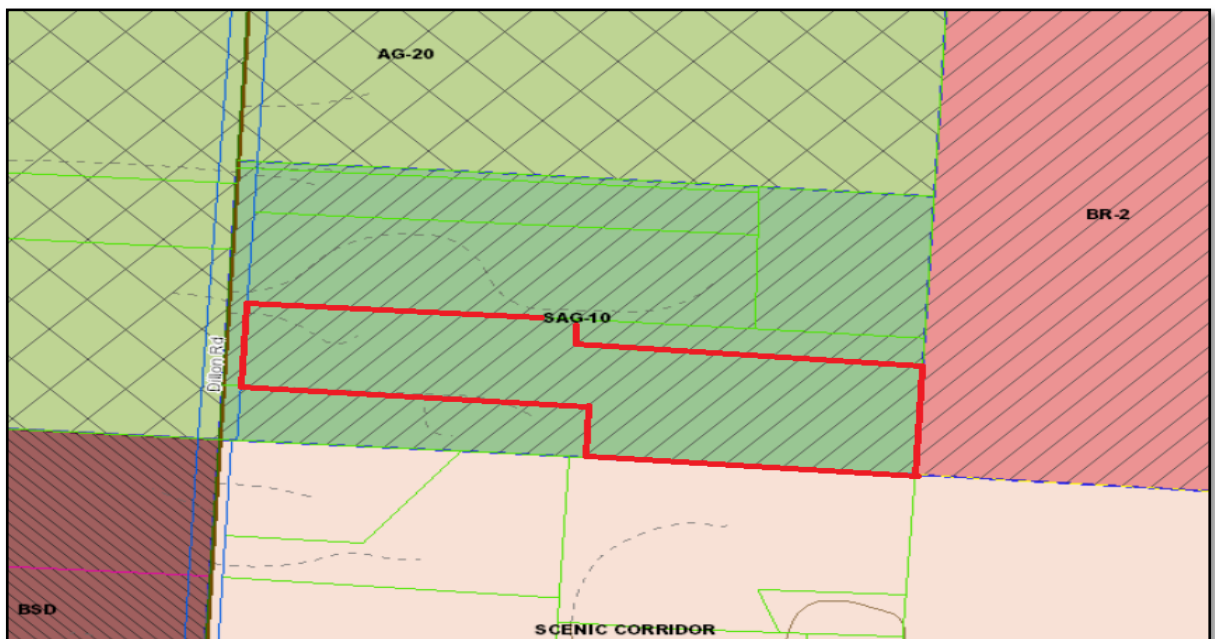 AG-20
BR-2
SAG-10
Dillon Rd
BSD
SCENIC CORRIDOR